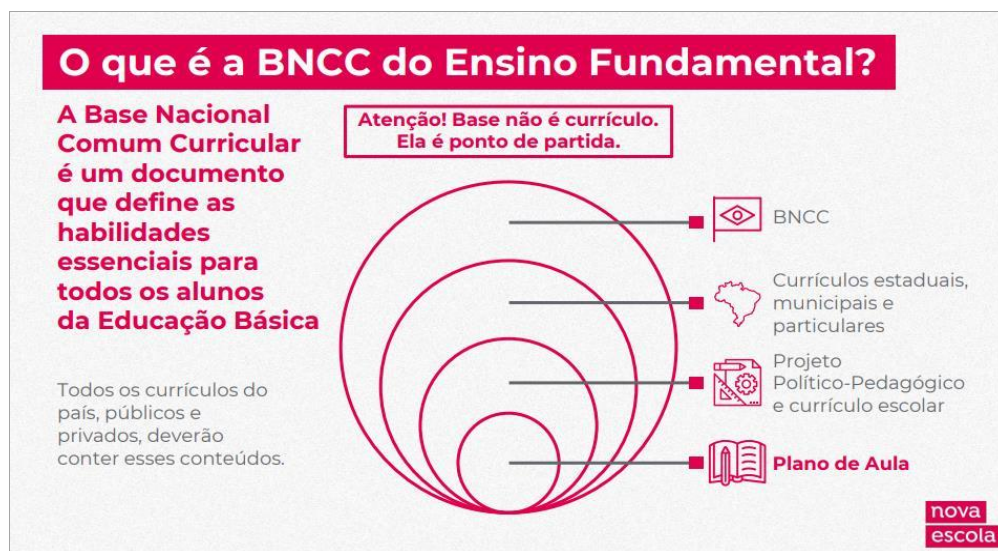 O que é a BNCC do Ensino Fundamental?
A Base Nacional
Comum Curricular
é um documento
que define as
habilidades
essenciais para
todos os alunos
da Educação Básica
Todos os currículos do
país, públicos e
privados, deverão
conter esses conteúdos.
Atenção! Base não é currículo.
Ela é ponto de partida.
BNCC
Currículos estaduais,
municipais e
particulares
Projeto
Político-Pedagógico
e currículo escolar
Plano de Aula
nova
escola